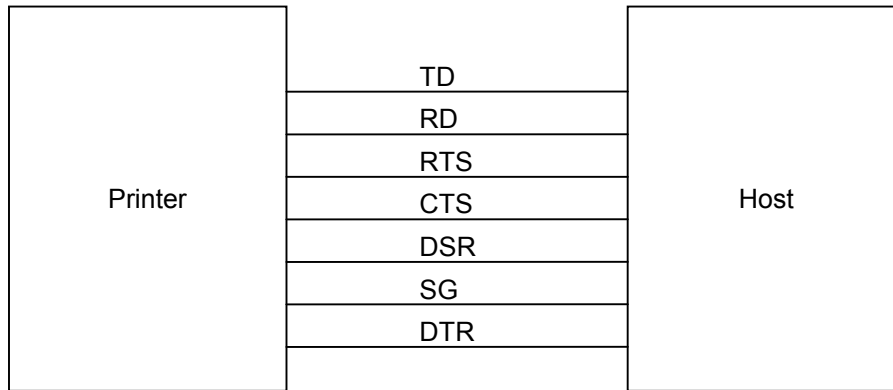 TD
RD
RTS
Printer
CTS
Host
DSR
SG
DTR